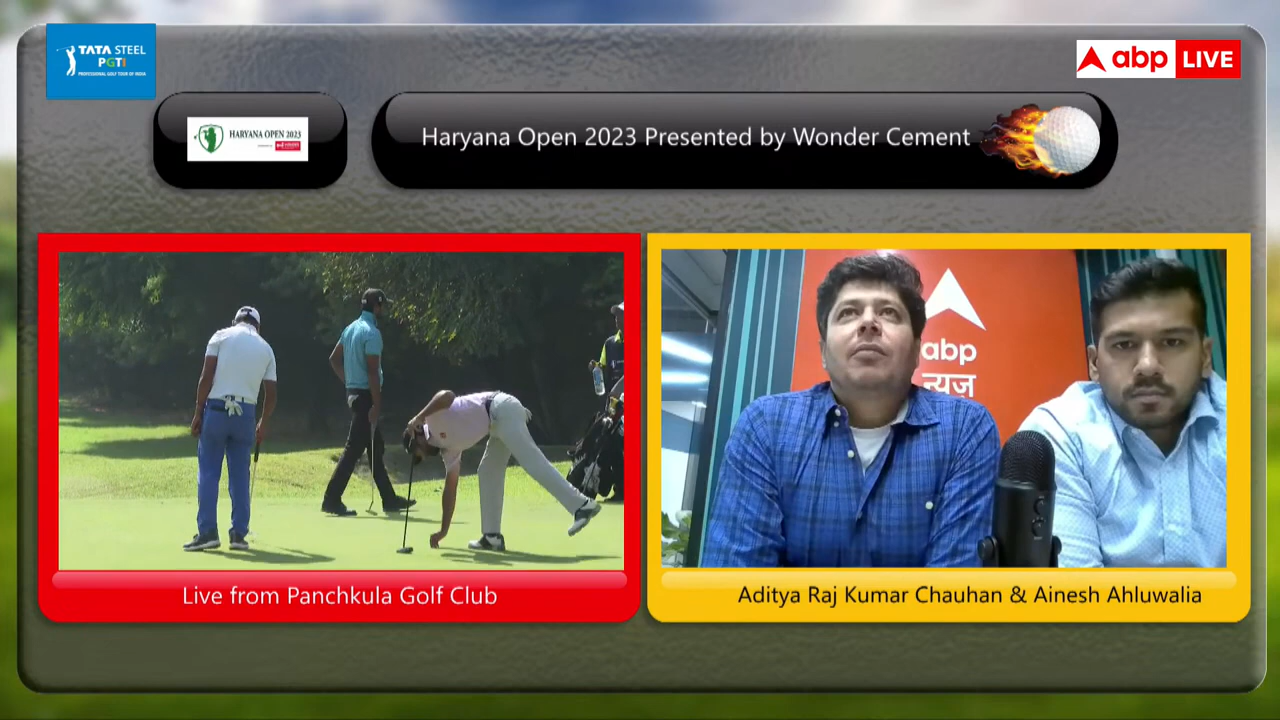 TATA STEEL
PGTI
PROFESSIONAL GOLF TOUR OF INDIA
abp LIVE
HARYANA OPEN 2023
Haryana Open 2023 Presented by Wonder Cement
abp
न्यूज़
Live from Panchkula Golf Club
Aditya Raj Kumar Chauhan & Ainesh Ahluwalia